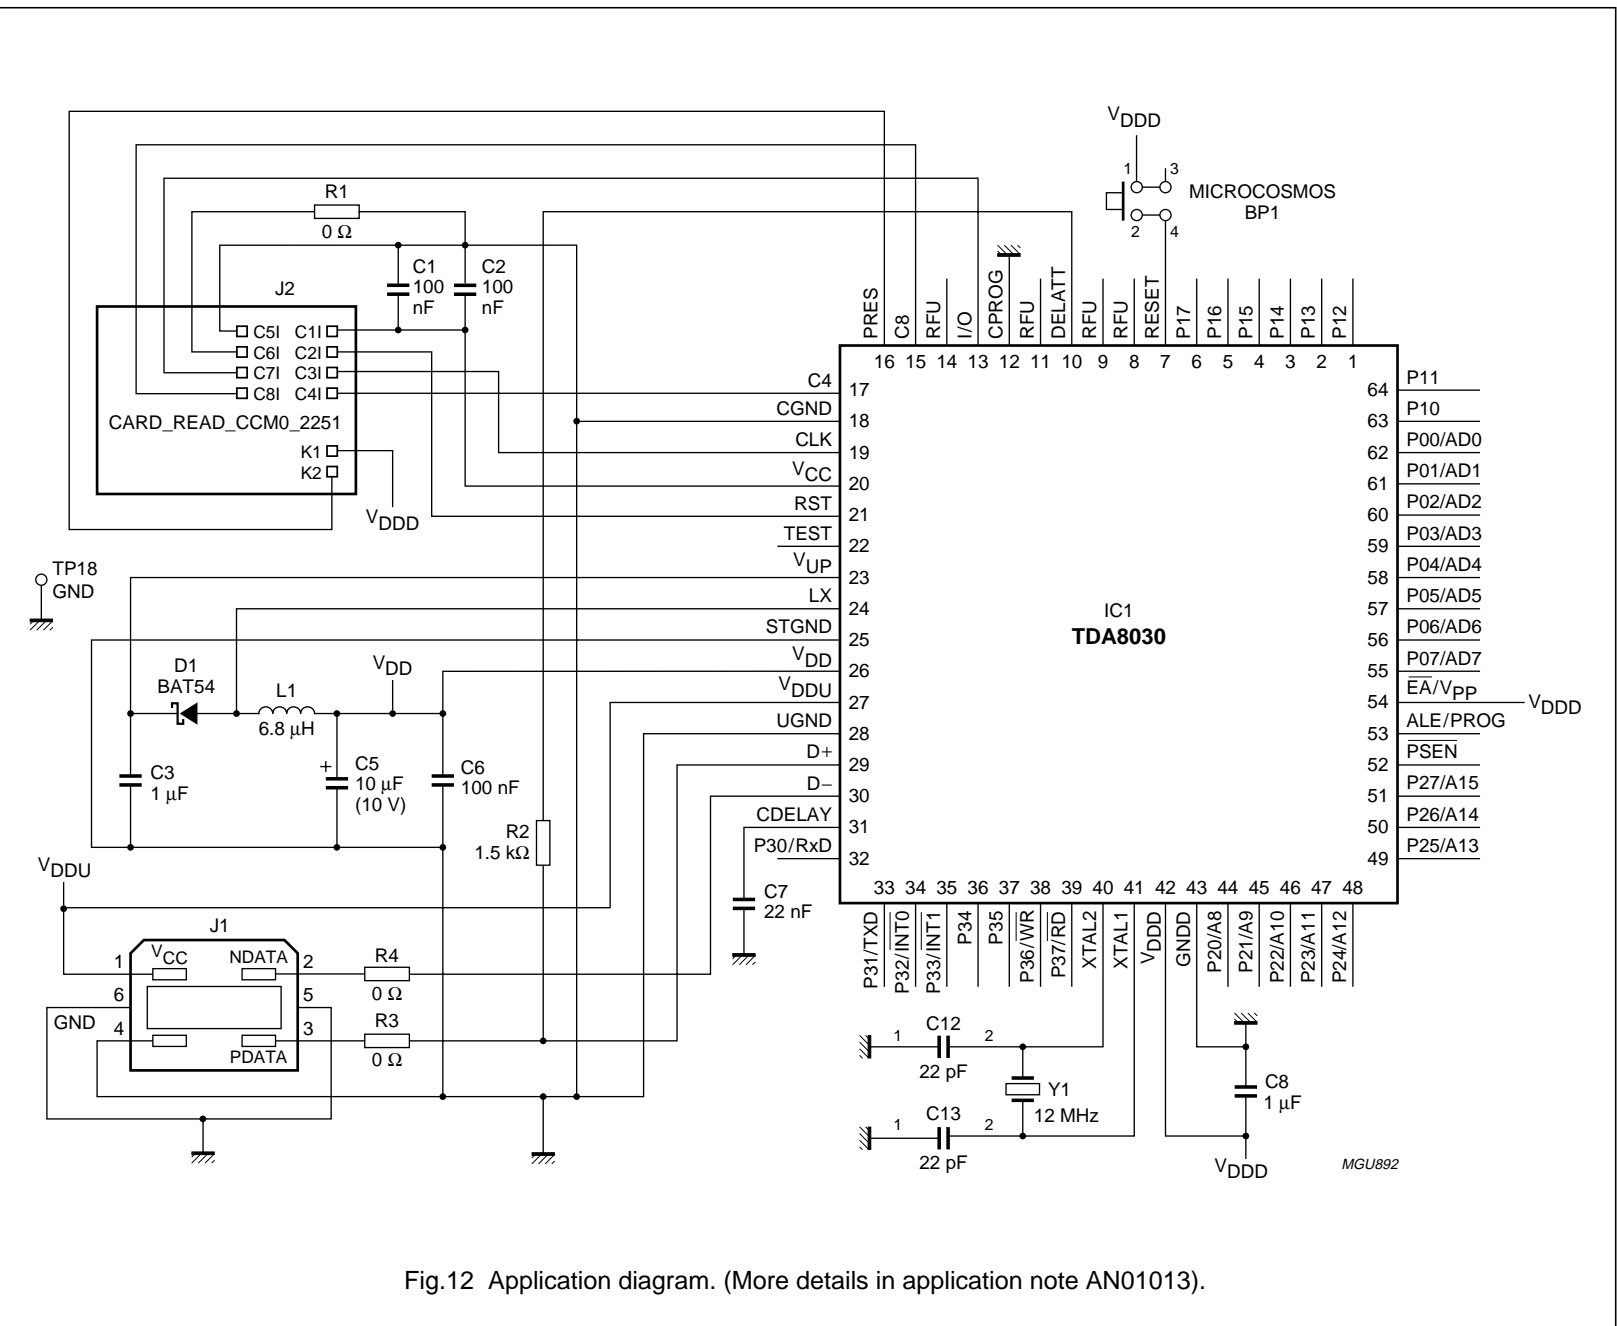 VDDD
1
3
MICROCOSMOS
BP1
2
4
R1
0 Ω
C1
100
nF
C2
100
nF
J2
C5I
C1I
C6I
C2I
C7I
C3I
C8I
C4I
CARD_READ_CCM0_2251
K1
K2
VDDD
PRES
C8
RFU
I/O
CPROG
RFU
DELATT
RFU
RFU
RESET
P17
P16
P15
P14
P13
P12
16
15
14
13
12
11
10
9
8
7
6
5
4
3
2
1
C4
17
CGND
18
CLK
19
VCC
20
RST
21
TEST
22
VUP
23
LX
24
STGND
25
VDD
26
VDDU
27
UGND
28
D+
29
D−
30
CDELAY
31
P30/RxD
32
IC1
TDA8030
64
P11
63
P10
62
P00/AD0
61
P01/AD1
60
P02/AD2
59
P03/AD3
58
P04/AD4
57
P05/AD5
56
P06/AD6
55
P07/AD7
54
EA/VPP
VDDD
53
ALE/PROG
52
PSEN
51
P27/A15
50
P26/A14
49
P25/A13
TP18
GND
D1
BAT54
L1
6.8 µH
VDD
C3
1 µF
+
C5
10 µF
(10 V)
C6
100 nF
R2
1.5 kΩ
C7
22 nF
VDDU
J1
1
VCC
NDATA
2
6
5
GND
4
3
PDATA
R4
0 Ω
R3
0 Ω
33
34
35
36
37
38
39
40
41
42
43
44
45
46
47
48
P31/TXD
P32/INT0
P33/INT1
P34
P35
P36/WR
P37/RD
XTAL2
XTAL1
VDDD
GNDD
P20/A8
P21/A9
P22/A10
P23/A11
P24/A12
1
C12
2
22 pF
Y1
12 MHz
1
C13
2
22 pF
C8
1 µF
VDDD
MGU892
Fig.12 Application diagram. (More details in application note AN01013).